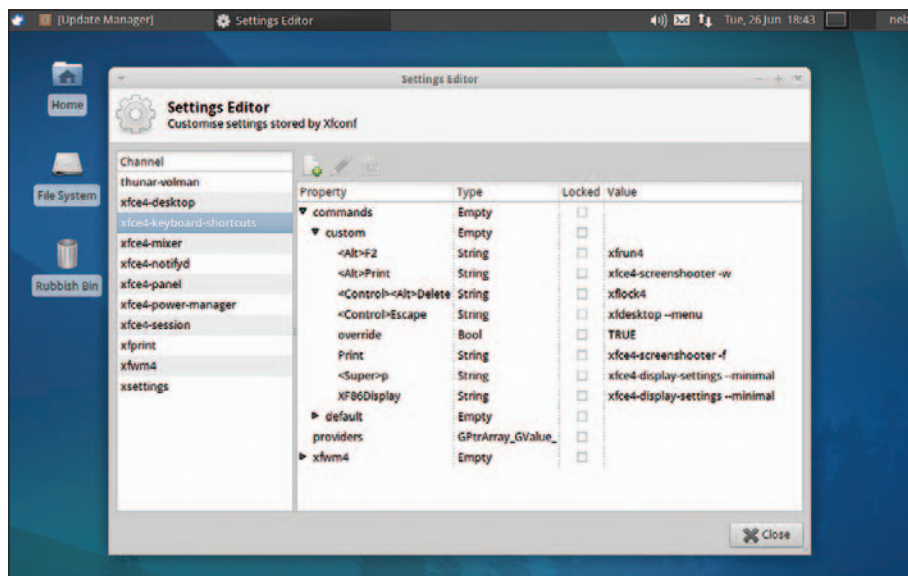 [Update Manager] Settings Editor Tue, 26 Jun 18:43 neb
Home
File System
Rubbish Bin
Settings Editor
Settings Editor
Customise settings stored by Xfconf
Channel
thunar-volman
xfce4-desktop
xfce4-keyboard-shortcuts
xfce4-mixer
xfce4-notifyd
xfce4-panel
xfce4-power-manager
xfce4-session
xfprint
xfwm4
xsettings
Property Type Locked Value
commands Empty
custom Empty
<Alt>F2 String xfrun4
<Alt>Print String xfce4-screenshooter -w
<Control><Alt>Delete String xflock4
<Control>Escape String xfdesktop --menu
override Bool TRUE
Print String xfce4-screenshooter -f
<Super>p String xfce4-display-settings --minimal
XF86Display String xfce4-display-settings --minimal
default Empty
providers GPtrArray_GValue_
xfwm4 Empty
Close